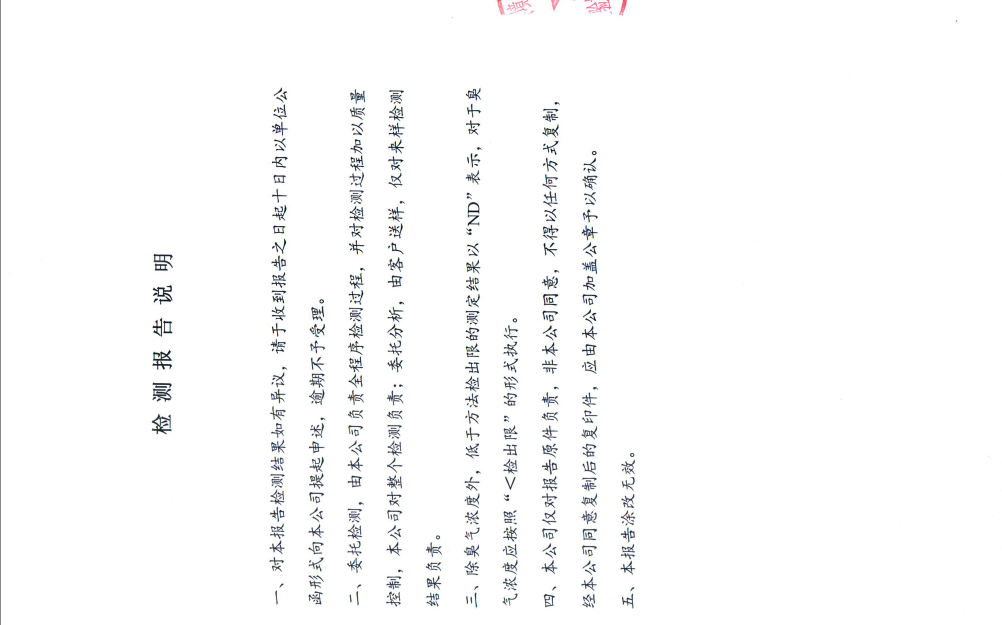 检测报告说明
一、对本报告检测结果如有异议，请于收到报告之日起十日内以单位公
函形式向本公司提起申述，逾期不予受理。
二、委托检测，由本公司负责全程序检测过程，并对检测过程加以质量
控制，本公司对整个检测负责；委托分析，由客户送样，仅对来样检测
结果负责。
三、除臭气浓度外，低于方法检出限的测定结果以“ND”表示，对于臭
气浓度应按照“＜检出限”的形式执行。
四、本公司仅对报告原件负责，非本公司同意，不得以任何方式复制，
经本公司同意复制后的复印件，应由本公司加盖公章予以确认。
五、本报告涂改无效。